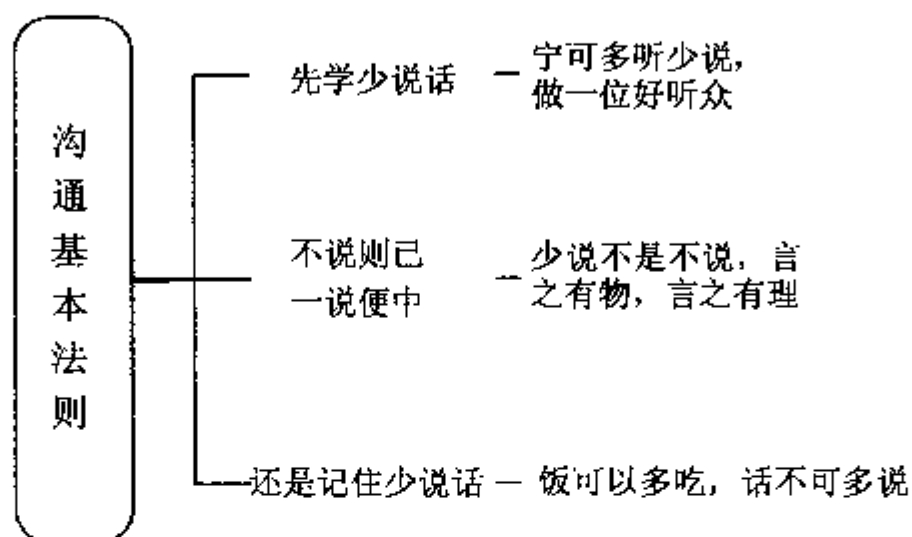 沟通基本法则
先学少说话
宁可多听少说，
做一位好听众
不说则已
一说便中
少说不是不说，言
之有物，言之有理
还是记住少说话
饭可以多吃，话不可多说